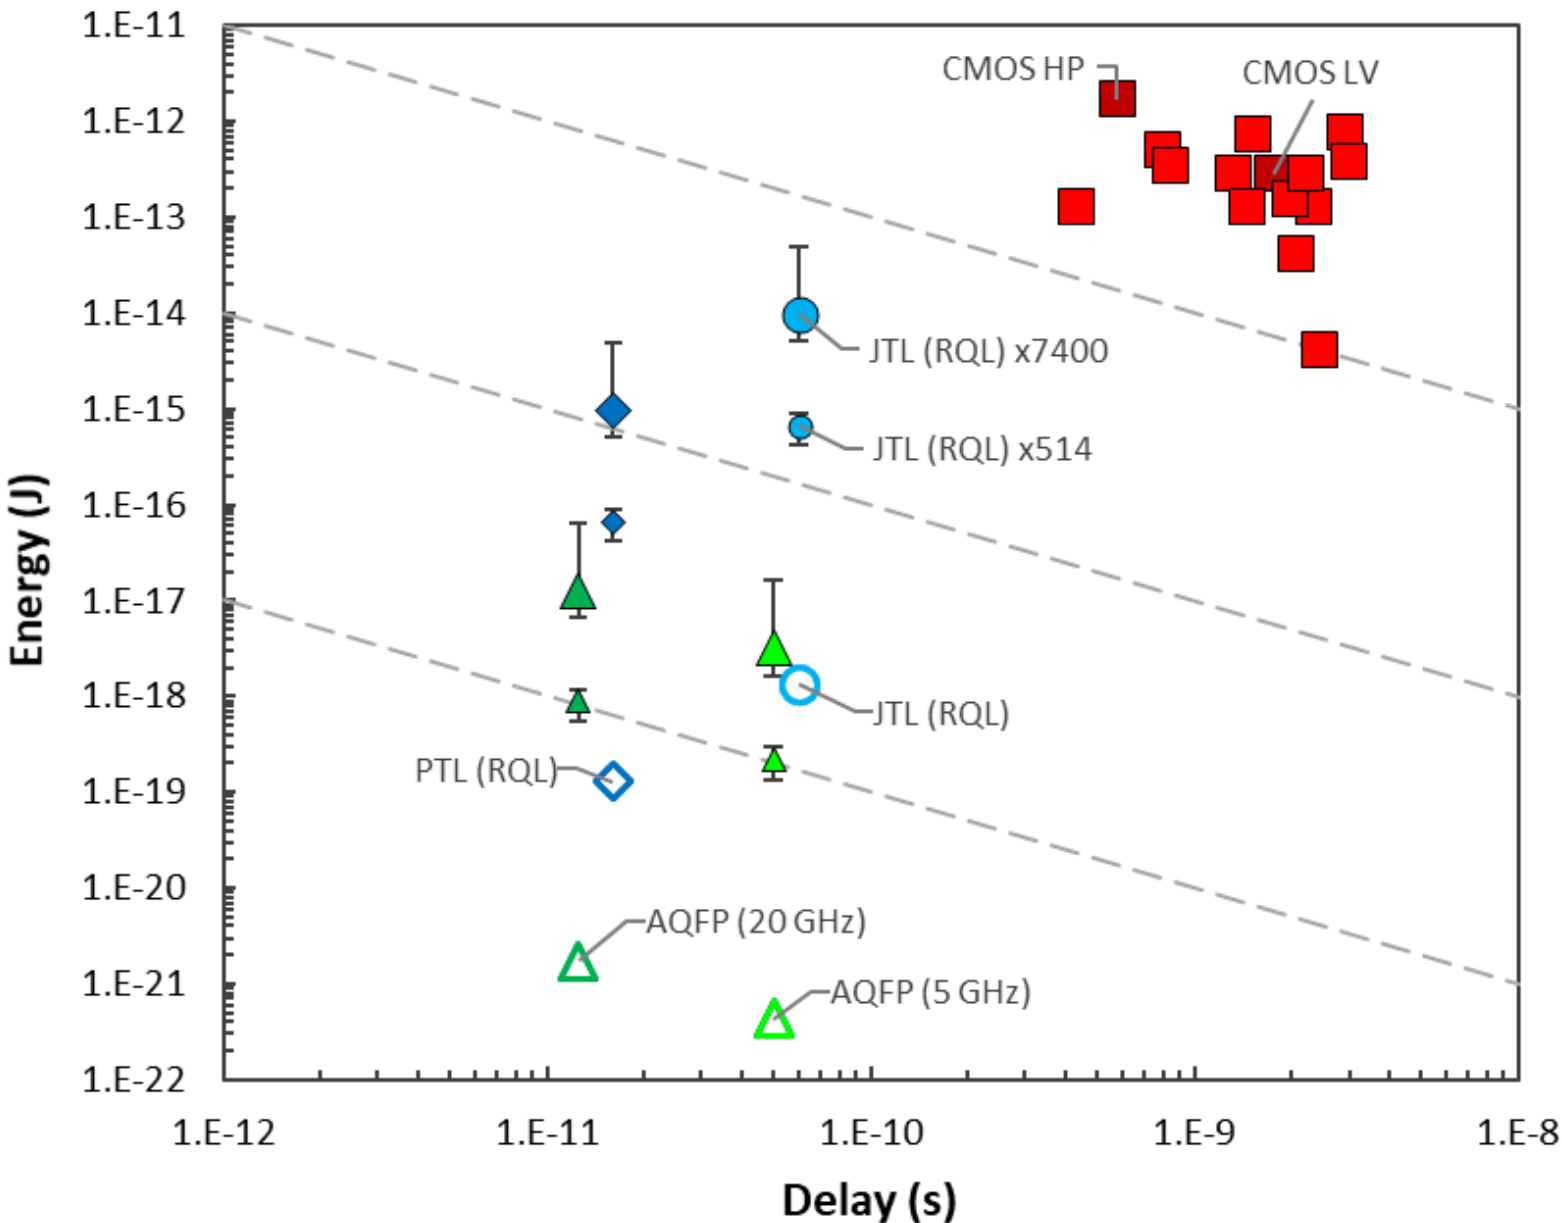 1.E-11
1.E-12
1.E-13
1.E-14
1.E-15
1.E-16
1.E-17
1.E-18
1.E-19
1.E-20
1.E-21
1.E-22
Energy (J)
CMOS HP
CMOS LV
JTL (RQL) x7400
JTL (RQL) x514
JTL (RQL)
PTL (RQL)
AQFP (20 GHz)
AQFP (5 GHz)
1.E-12 1.E-11 1.E-10 1.E-9 1.E-8
Delay (s)